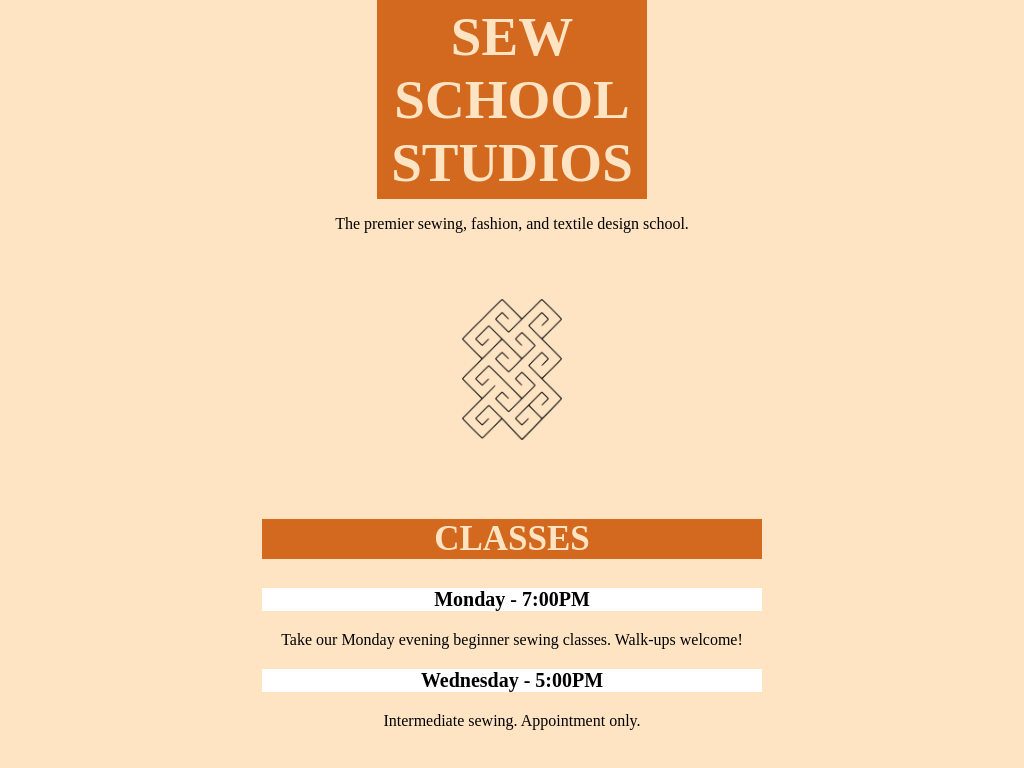 SEW
SCHOOL
STUDIOS
The premier sewing, fashion, and textile design school.
CLASSES
Monday - 7:00PM
Take our Monday evening beginner sewing classes. Walk-ups welcome!
Wednesday - 5:00PM
Intermediate sewing. Appointment only.